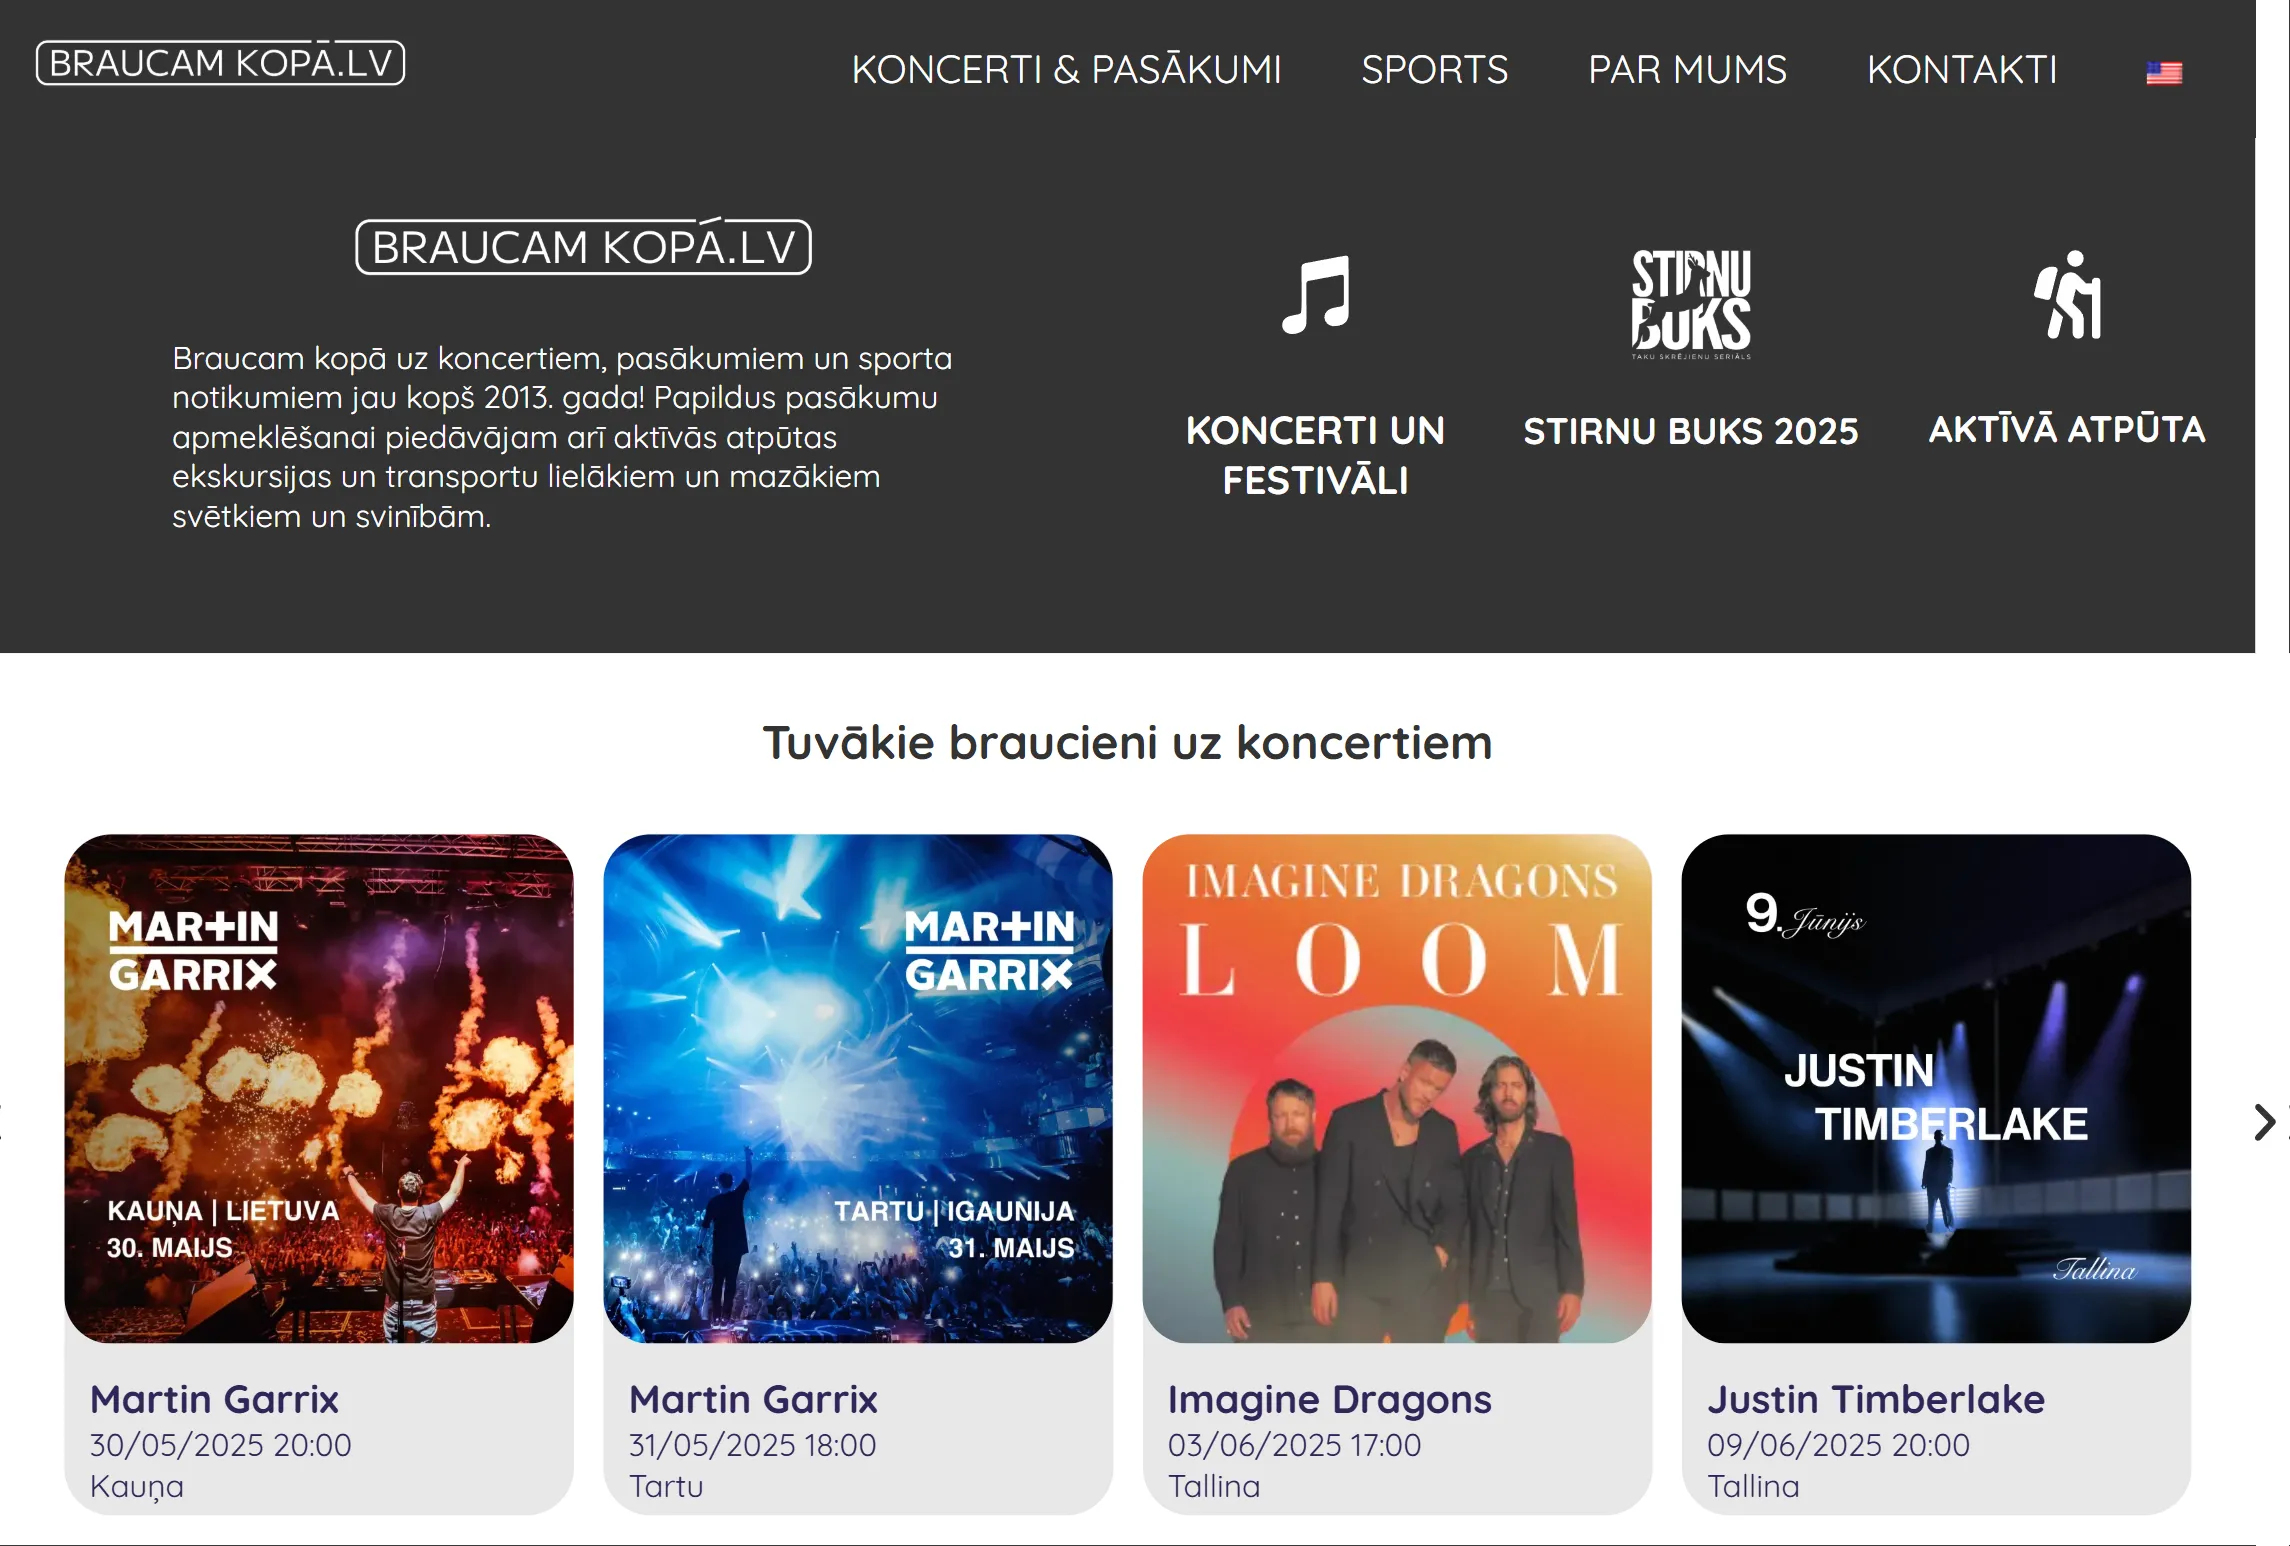 BRAUCAM KOPĀ.LV
KONCERTI & PASĀKUMI
SPORTS
PAR MUMS
KONTAKTI
BRAUCAM KOPĀ.LV
Braucam kopā uz koncertiem, pasākumiem un sporta
notikumiem jau kopš 2013. gada! Papildus pasākumu
apmeklēšanai piedāvājam arī aktīvās atpūtas
ekskursijas un transportu lielākiem un mazākiem
svētkiem un svinībām.
KONCERTI UN
FESTIVĀLI
STIRNU
BUKS
TAKU SKRĒJIENU SERIĀLS
STIRNU BUKS 2025
AKTĪVĀ ATPŪTA
Tuvākie braucieni uz koncertiem
MARTIN
GARRIX
KAUŅA | LIETUVA
30. MAIJS
Martin Garrix
30/05/2025 20:00
Kauņa
MARTIN
GARRIX
TARTU | IGAUNIJA
31. MAIJS
Martin Garrix
31/05/2025 18:00
Tartu
IMAGINE DRAGONS
LOOM
Imagine Dragons
03/06/2025 17:00
Tallina
9. Jūnijs
JUSTIN
TIMBERLAKE
Tallina
Justin Timberlake
09/06/2025 20:00
Tallina